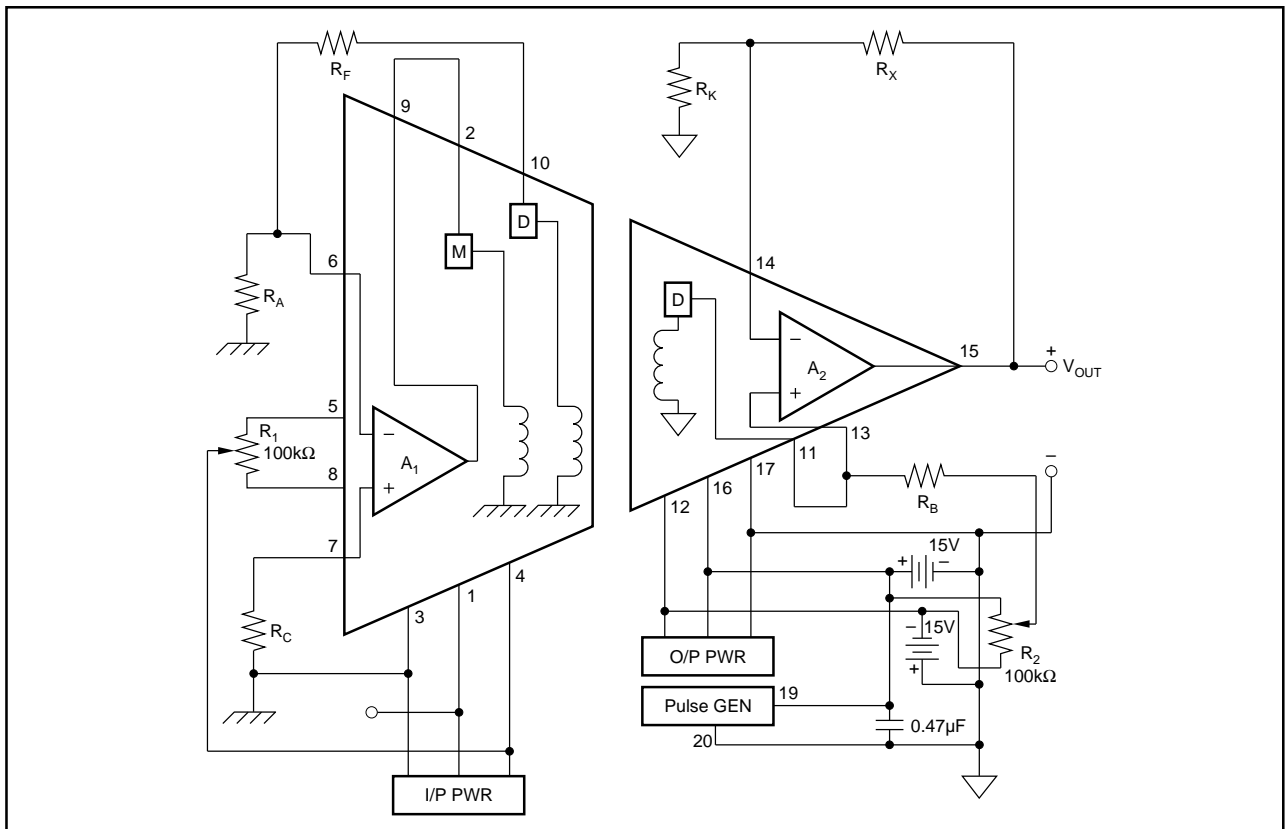 R_F
R_K
R_X
9
2
10
D
M
6
14
R_A
D
−
A_2
+
15
+
V_OUT
5
R_1
100kΩ
8
−
A_1
+
13
11
−
17
R_B
16
12
7
15V
+ −
4
1
3
R_C
− 15V
+
R_2
100kΩ
O/P PWR
Pulse GEN
19
20
0.47µF
I/P PWR